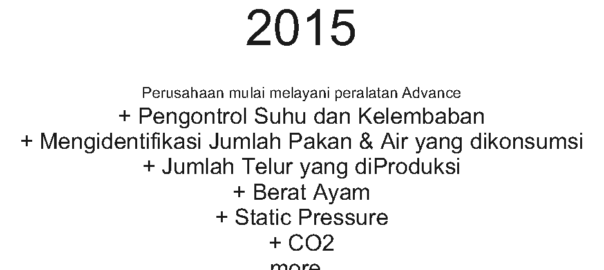 2015
Perusahaan mulai melayani peralatan Advance
+ Pengontrol Suhu dan Kelembaban
+ Mengidentifikasi Jumlah Pakan & Air yang dikonsumsi
+ Jumlah Telur yang diProduksi
+ Berat Ayam
+ Static Pressure
+ CO2
more